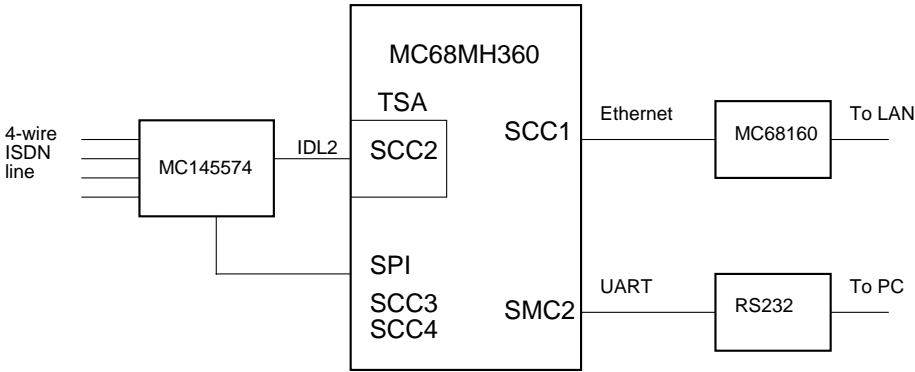 MC68MH360
TSA
SCC2
SCC1
SPI
SCC3
SCC4
SMC2
4-wire
ISDN
line
MC145574
IDL2
Ethernet
MC68160
To LAN
UART
RS232
To PC